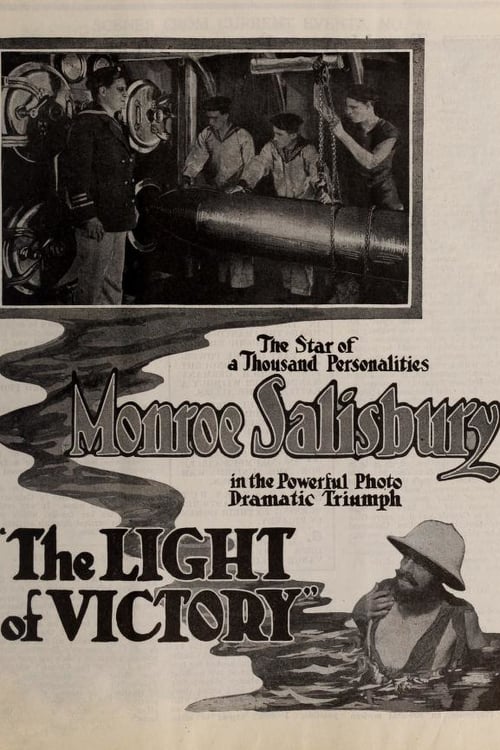 The Star of
a Thousand Personalities
Monroe Salisbury
in the Powerful Photo
Dramatic Triumph
"The LIGHT
of VICTORY"